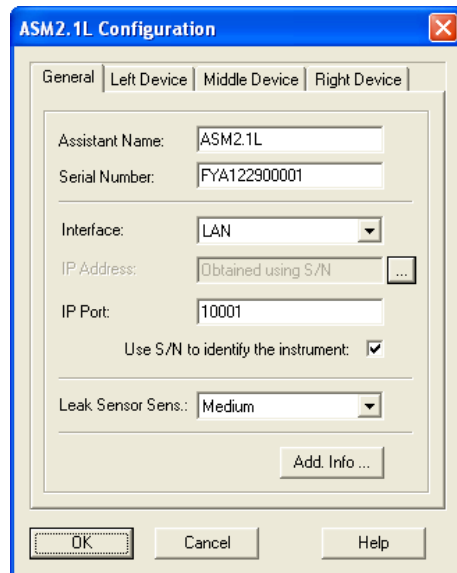 ASM2.1L Configuration
General Left Device Middle Device Right Device
Assistant Name: ASM2.1L
Serial Number: FYA122900001
Interface: LAN
IP Address: Obtained using S/N ...
IP Port: 10001
Use S/N to identify the instrument:
Leak Sensor Sens.: Medium
Add. Info ...
OK Cancel Help